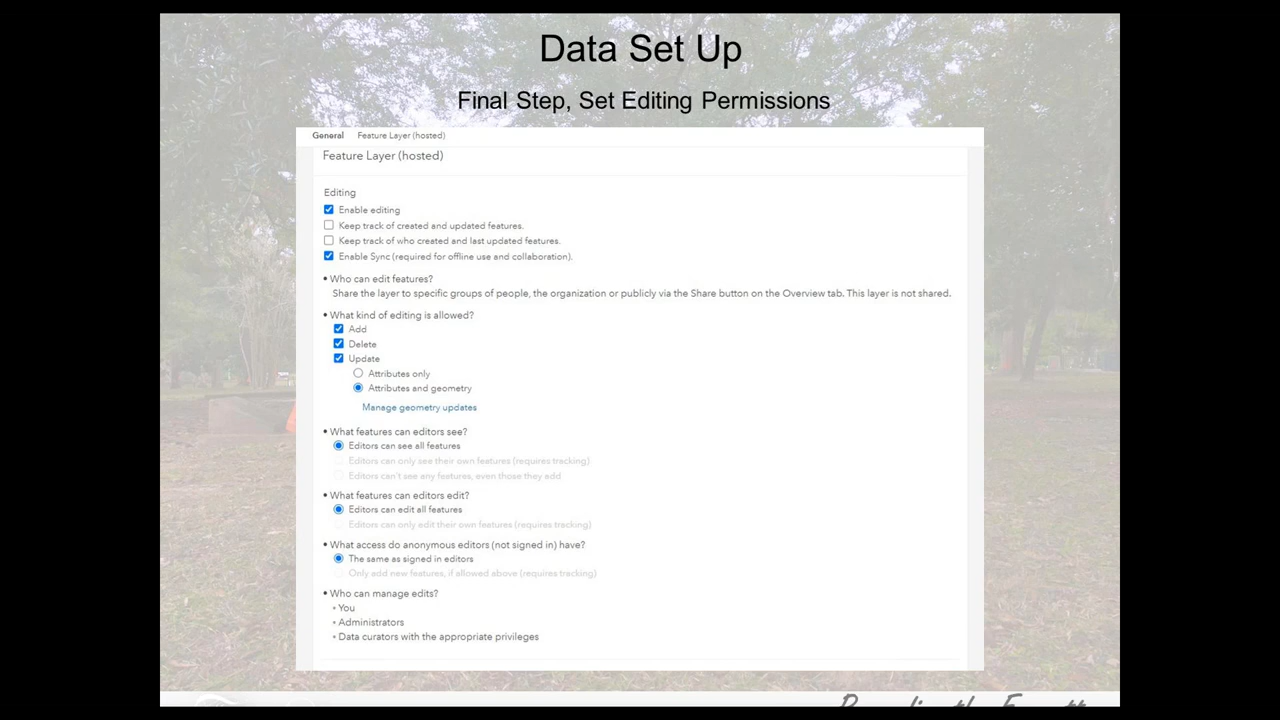 Data Set Up
Final Step, Set Editing Permissions
General Feature Layer (hosted)
Feature Layer (hosted)
Editing
Enable editing
Keep track of created and updated features.
Keep track of who created and last updated features.
Enable Sync (required for offline use and collaboration).
• Who can edit features?
Share the layer to specific groups of people, the organization or publicly via the Share button on the Overview tab. This layer is not shared.
• What kind of editing is allowed?
Add
Delete
Update
Attributes only
Attributes and geometry
Manage geometry updates
• What features can editors see?
Editors can see all features
Editors can only see their own features (requires tracking)
Editors can't see any features, even those they add
• What features can editors edit?
Editors can edit all features
Editors can only edit their own features (requires tracking)
• What access do anonymous editors (not signed in) have?
The same as signed in editors
Only add new features, if allowed above (requires tracking)
• Who can manage edits?
• You
• Administrators
• Data curators with the appropriate privileges